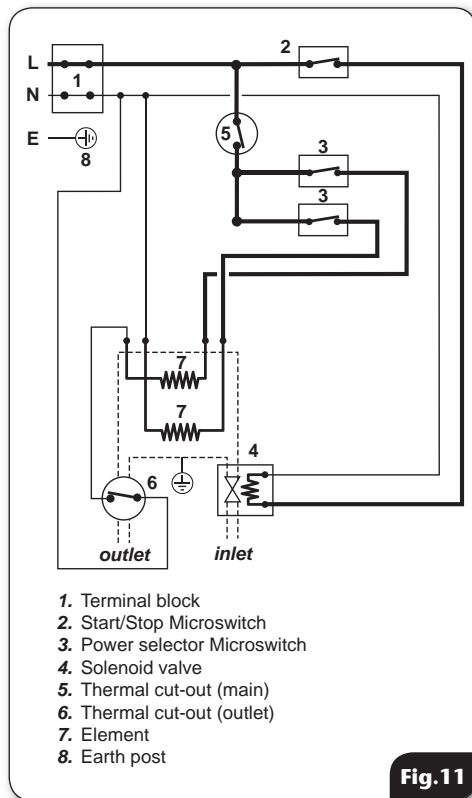 L
2
N
1
E
8
5
3
3
7
7
4
6
outlet
inlet
1. Terminal block
2. Start/Stop Microswitch
3. Power selector Microswitch
4. Solenoid valve
5. Thermal cut-out (main)
6. Thermal cut-out (outlet)
7. Element
8. Earth post
Fig.11